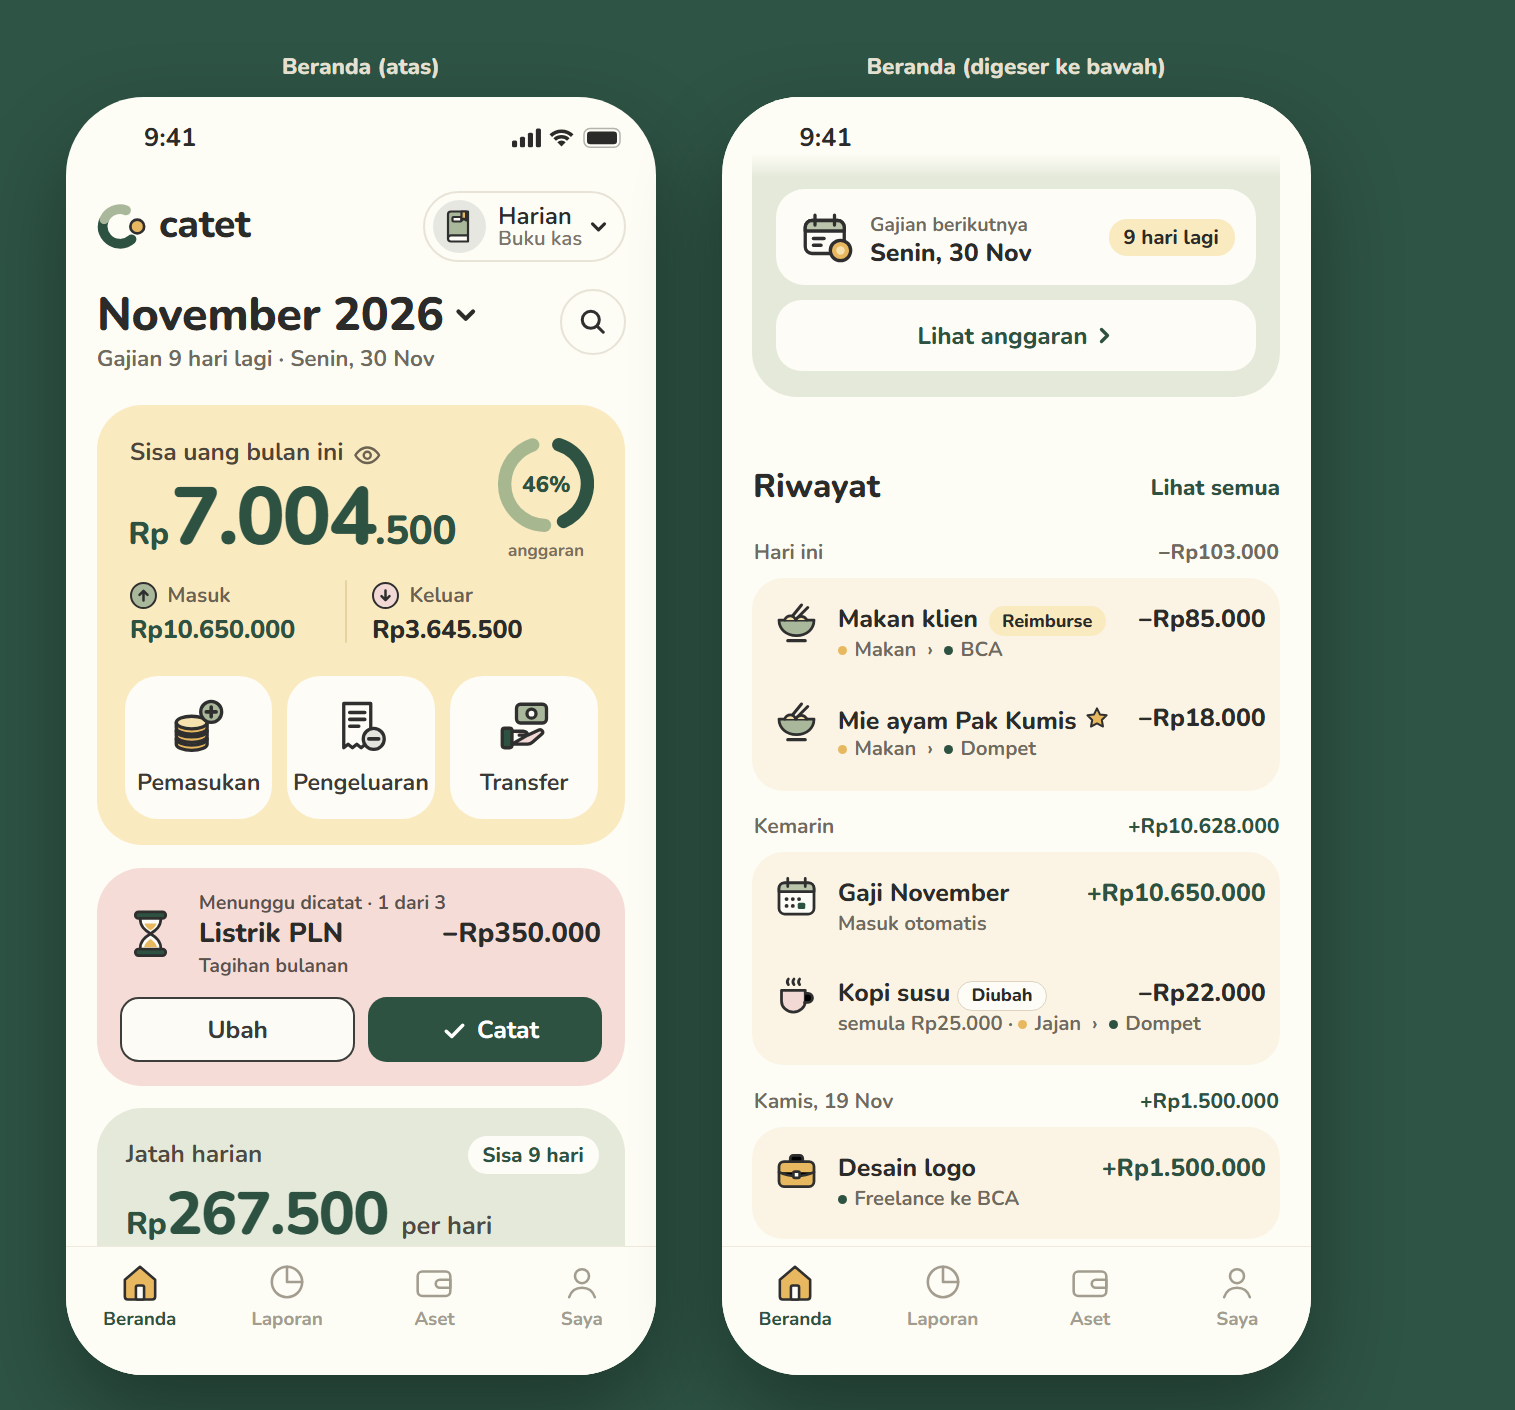 Beranda (atas)
9:41
catet
Harian
Buku kas
November 2026
Gajian 9 hari lagi · Senin, 30 Nov
Sisa uang bulan ini
Rp 7.004.500
46%
anggaran
Masuk
Rp10.650.000
Keluar
Rp3.645.500
Pemasukan
Pengeluaran
Transfer
Menunggu dicatat · 1 dari 3
Listrik PLN
−Rp350.000
Tagihan bulanan
Ubah
Catat
Jatah harian
Sisa 9 hari
Rp267.500 per hari
Beranda
Laporan
Aset
Saya
Beranda (digeser ke bawah)
9:41
Gajian berikutnya
Senin, 30 Nov
9 hari lagi
Lihat anggaran ›
Riwayat
Lihat semua
Hari ini
−Rp103.000
Makan klien Reimburse −Rp85.000
Makan › BCA
Mie ayam Pak Kumis −Rp18.000
Makan › Dompet
Kemarin
+Rp10.628.000
Gaji November +Rp10.650.000
Masuk otomatis
Kopi susu Diubah −Rp22.000
semula Rp25.000 · Jajan › Dompet
Kamis, 19 Nov
+Rp1.500.000
Desain logo +Rp1.500.000
Freelance ke BCA
Beranda
Laporan
Aset
Saya